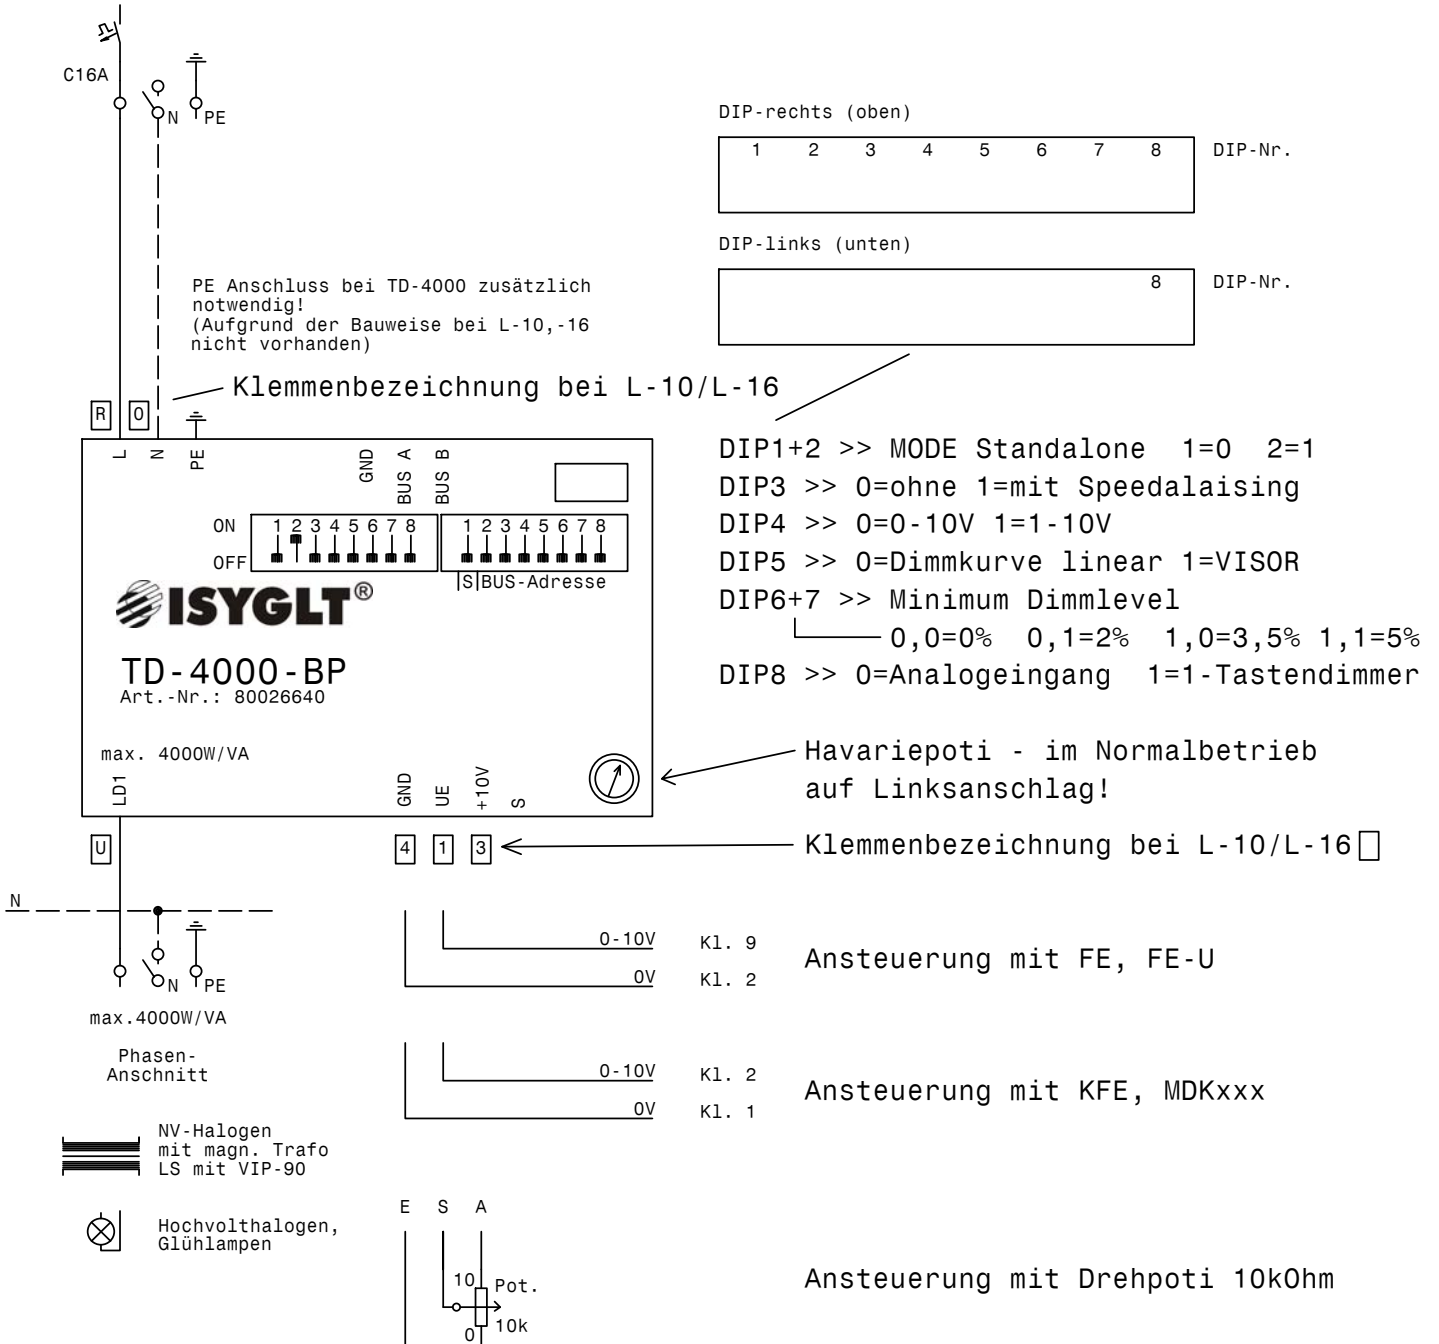 C16A
N
PE
DIP-rechts (oben)
1 2 3 4 5 6 7 8 DIP-Nr.
DIP-links (unten)
8 DIP-Nr.
PE Anschluss bei TD-4000 zusätzlich
notwendig!
(Aufgrund der Bauweise bei L-10,-16
nicht vorhanden)
Klemmenbezeichnung bei L-10/L-16
R 0
L N PE GND BUS A BUS B
ON 1 2 3 4 5 6 7 8 1 2 3 4 5 6 7 8
OFF
|S|BUS-Adresse
ISYGLT®
TD-4000-BP
Art.-Nr.: 80026640
max. 4000W/VA
LD1 GND UE +10V S
DIP1+2 >> MODE Standalone 1=0 2=1
DIP3 >> 0=ohne 1=mit Speedalaising
DIP4 >> 0=0-10V 1=1-10V
DIP5 >> 0=Dimmkurve linear 1=VISOR
DIP6+7 >> Minimum Dimmlevel
0,0=0% 0,1=2% 1,0=3,5% 1,1=5%
DIP8 >> 0=Analogeingang 1=1-Tastendimmer
Havariepoti - im Normalbetrieb
auf Linksanschlag!
U 4 1 3
Klemmenbezeichnung bei L-10/L-16
N
N
PE
max.4000W/VA
Phasen-
Anschnitt
0-10V Kl. 9
0V Kl. 2
Ansteuerung mit FE, FE-U
0-10V Kl. 2
0V Kl. 1
Ansteuerung mit KFE, MDKxxx
NV-Halogen
mit magn. Trafo
LS mit VIP-90
Hochvolthalogen,
Glühlampen
E S A
10 Pot.
10k
0
Ansteuerung mit Drehpoti 10kOhm